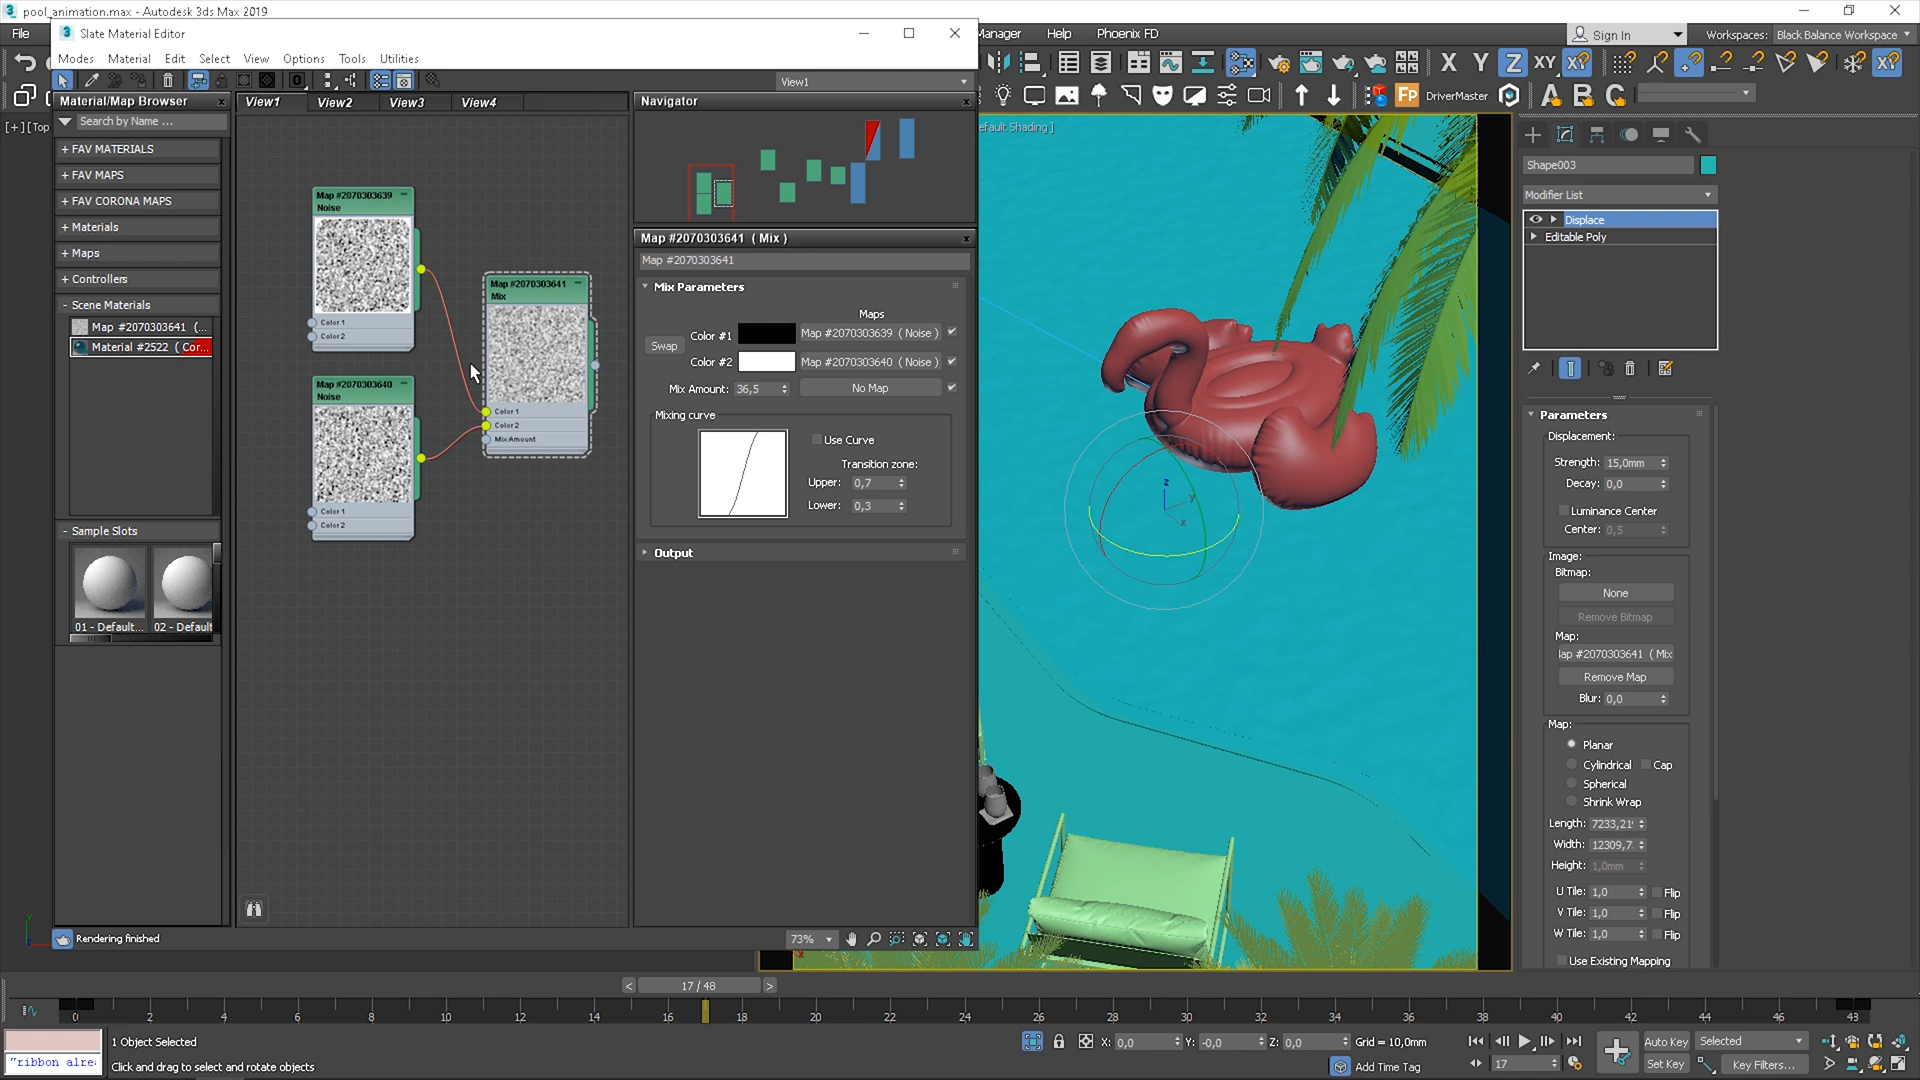 pool_animation.max - Autodesk 3ds Max 2019
File
Slate Material Editor
Manager
Help
Phoenix FD
Sign In
Workspaces: Black Balance Workspace
Modes
Material
Edit
Select
View
Options
Tools
Utilities
View1
X
Y
Z
XY
DriverMaster
Material/Map Browser
View1
View2
View3
View4
Navigator
[+] [Top
efault Shading ]
Search by Name ...
+ FAV MATERIALS
+ FAV MAPS
+ FAV CORONA MAPS
+ Materials
+ Maps
+ Controllers
- Scene Materials
Map #2070303641 (...
Material #2522 ( Cor...
- Sample Slots
01 - Default...
02 - Default
Map #2070303639
Noise
Color 1
Color 2
Map #2070303640
Noise
Color 1
Color 2
Map #2070303641
Mix
Color 1
Color 2
Mix Amount
Map #2070303641 ( Mix )
Map #2070303641
Mix Parameters
Maps
Swap
Color #1
Map #2070303639 ( Noise )
Color #2
Map #2070303640 ( Noise )
Mix Amount: 36,5
No Map
Mixing curve
Use Curve
Transition zone:
Upper: 0,7
Lower: 0,3
Output
Rendering finished
73%
Shape003
Modifier List
Displace
Editable Poly
Parameters
Displacement:
Strength: 15,0mm
Decay: 0,0
Luminance Center
Center: 0,5
Image:
Bitmap:
None
Remove Bitmap
Map:
lap #2070303641 ( Mix
Remove Map
Blur: 0,0
Map:
Planar
Cylindrical
Cap
Spherical
Shrink Wrap
Length: 7233,21
Width: 12309,7
Height: 1,0mm
U Tile: 1,0
Flip
V Tile: 1,0
Flip
W Tile: 1,0
Flip
Use Existing Mapping
z
y
x
< 17 / 48 >
0 2 4 6 8 10 12 14 16 18 20 22 24 26 28 30 32 34 36 38 40 42 44 46 43
1 Object Selected
X: 0,0
Y: -0,0
Z: 0,0
Grid = 10,0mm
Auto Key
Selected
"ribbon alre
Click and drag to select and rotate objects
Add Time Tag
17
Set Key
Key Filters...